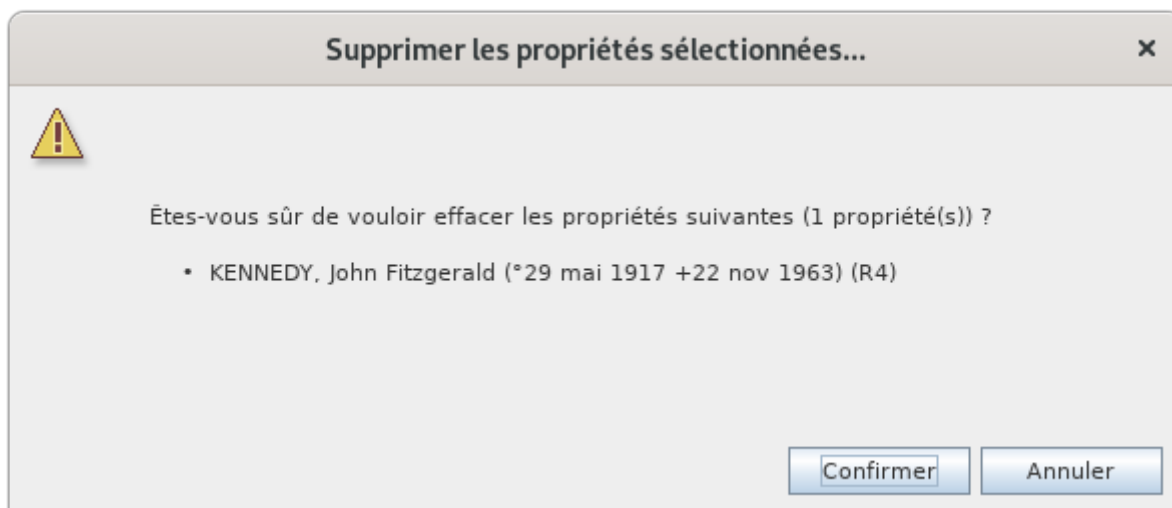 Supprimer les propriétés sélectionnées...
Êtes-vous sûr de vouloir effacer les propriétés suivantes (1 propriété(s)) ?
• KENNEDY, John Fitzgerald (°29 mai 1917 +22 nov 1963) (R4)
Confirmer Annuler